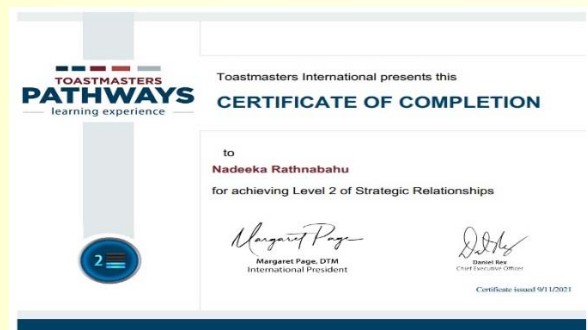 TOASTMASTERS
PATHWAYS
learning experience
Toastmasters International presents this
CERTIFICATE OF COMPLETION
to
Nadeeka Rathnabahu
for achieving Level 2 of Strategic Relationships
Margaret Page
Margaret Page, DTM
International President
Daniel Rex
Chief Executive Officer
2
Certificate issued 9/11/2021